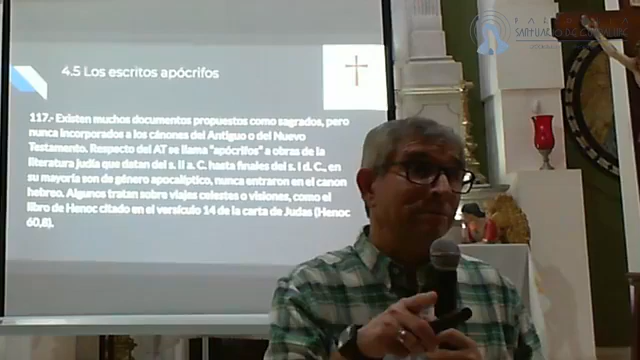 PARROQUIA
SANTUARIO DE
4.5 Los escritos apócrifos
117.- Existen muchos documentos propuestos como sagrados, pero
nunca incorporados a los cánones del Antiguo o del Nuevo
Testamento. Respecto del AT se llama "apócrifos" a obras de la
literatura judía que datan del s. II a. C. hasta finales del s. I d. C., en
su mayoría son de género apocalíptico, nunca entraron en el canon
hebreo. Algunos tratan sobre viajes celestes o visiones, como el
libro de Henoc citado en el versículo 14 de la carta de Judas (Henoc
60,8).